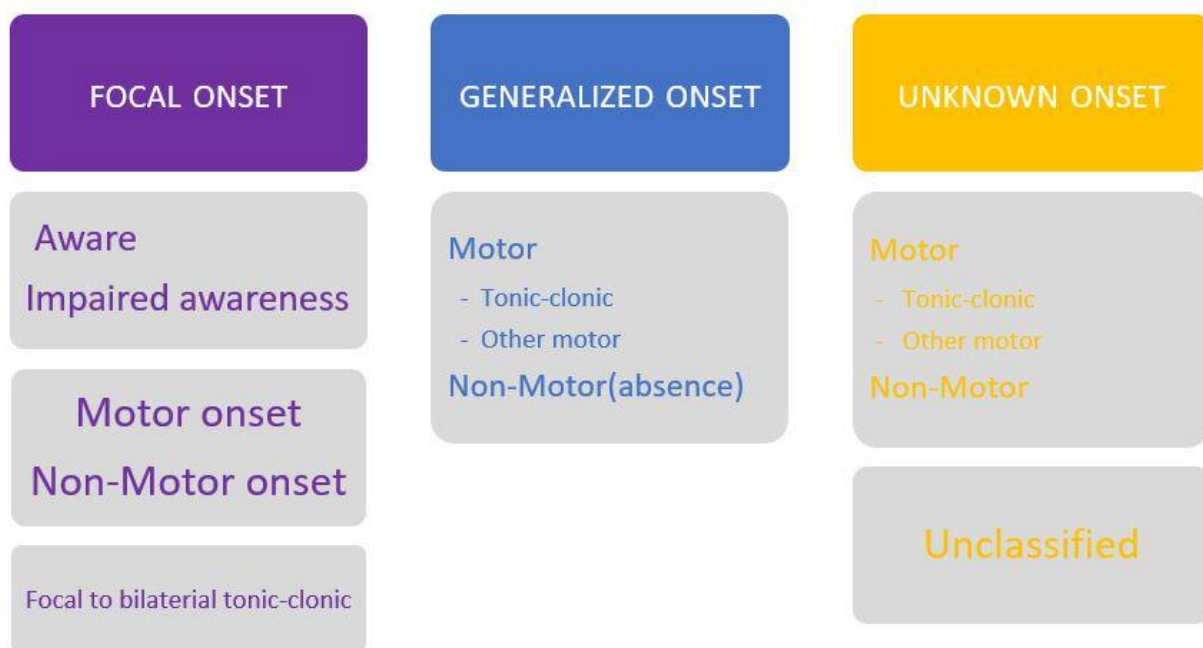 FOCAL ONSET
Aware
Impaired awareness
Motor onset
Non-Motor onset
Focal to bilaterial tonic-clonic
GENERALIZED ONSET
Motor
- Tonic-clonic
- Other motor
Non-Motor(absence)
UNKNOWN ONSET
Motor
- Tonic-clonic
- Other motor
Non-Motor
Unclassified